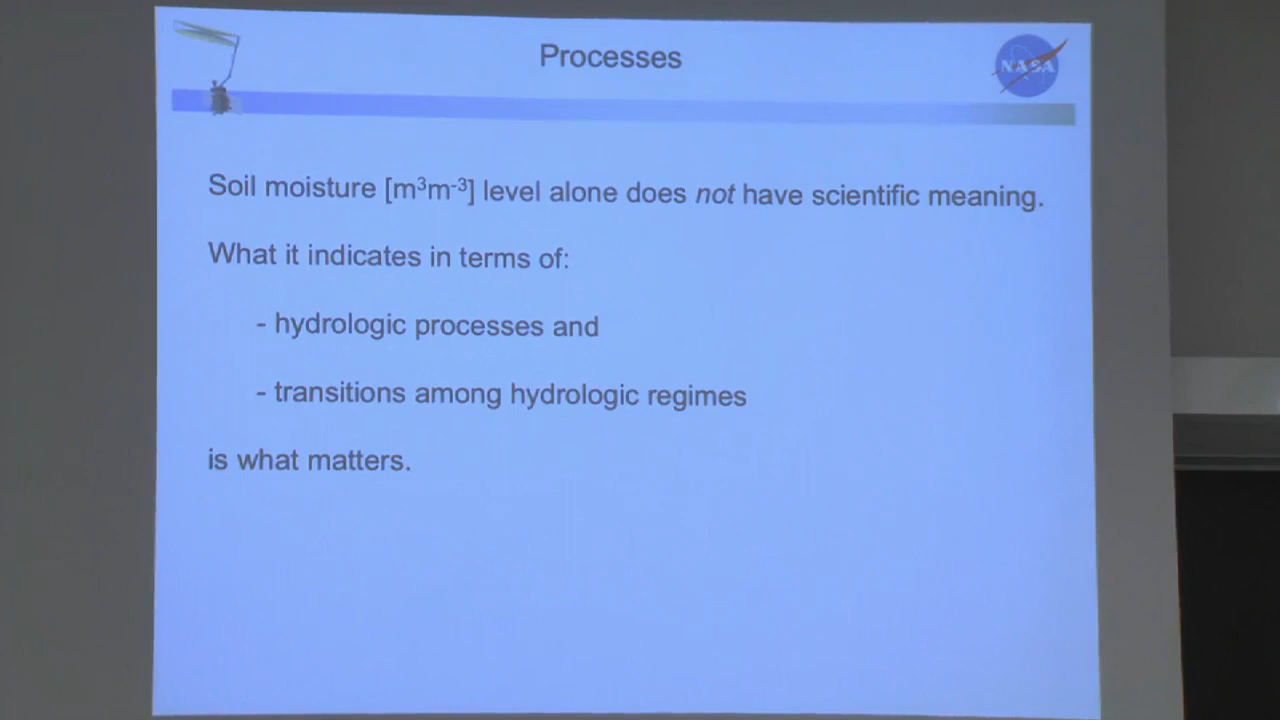 Processes
NASA
Soil moisture [m³m⁻³] level alone does not have scientific meaning.
What it indicates in terms of:
- hydrologic processes and
- transitions among hydrologic regimes
is what matters.